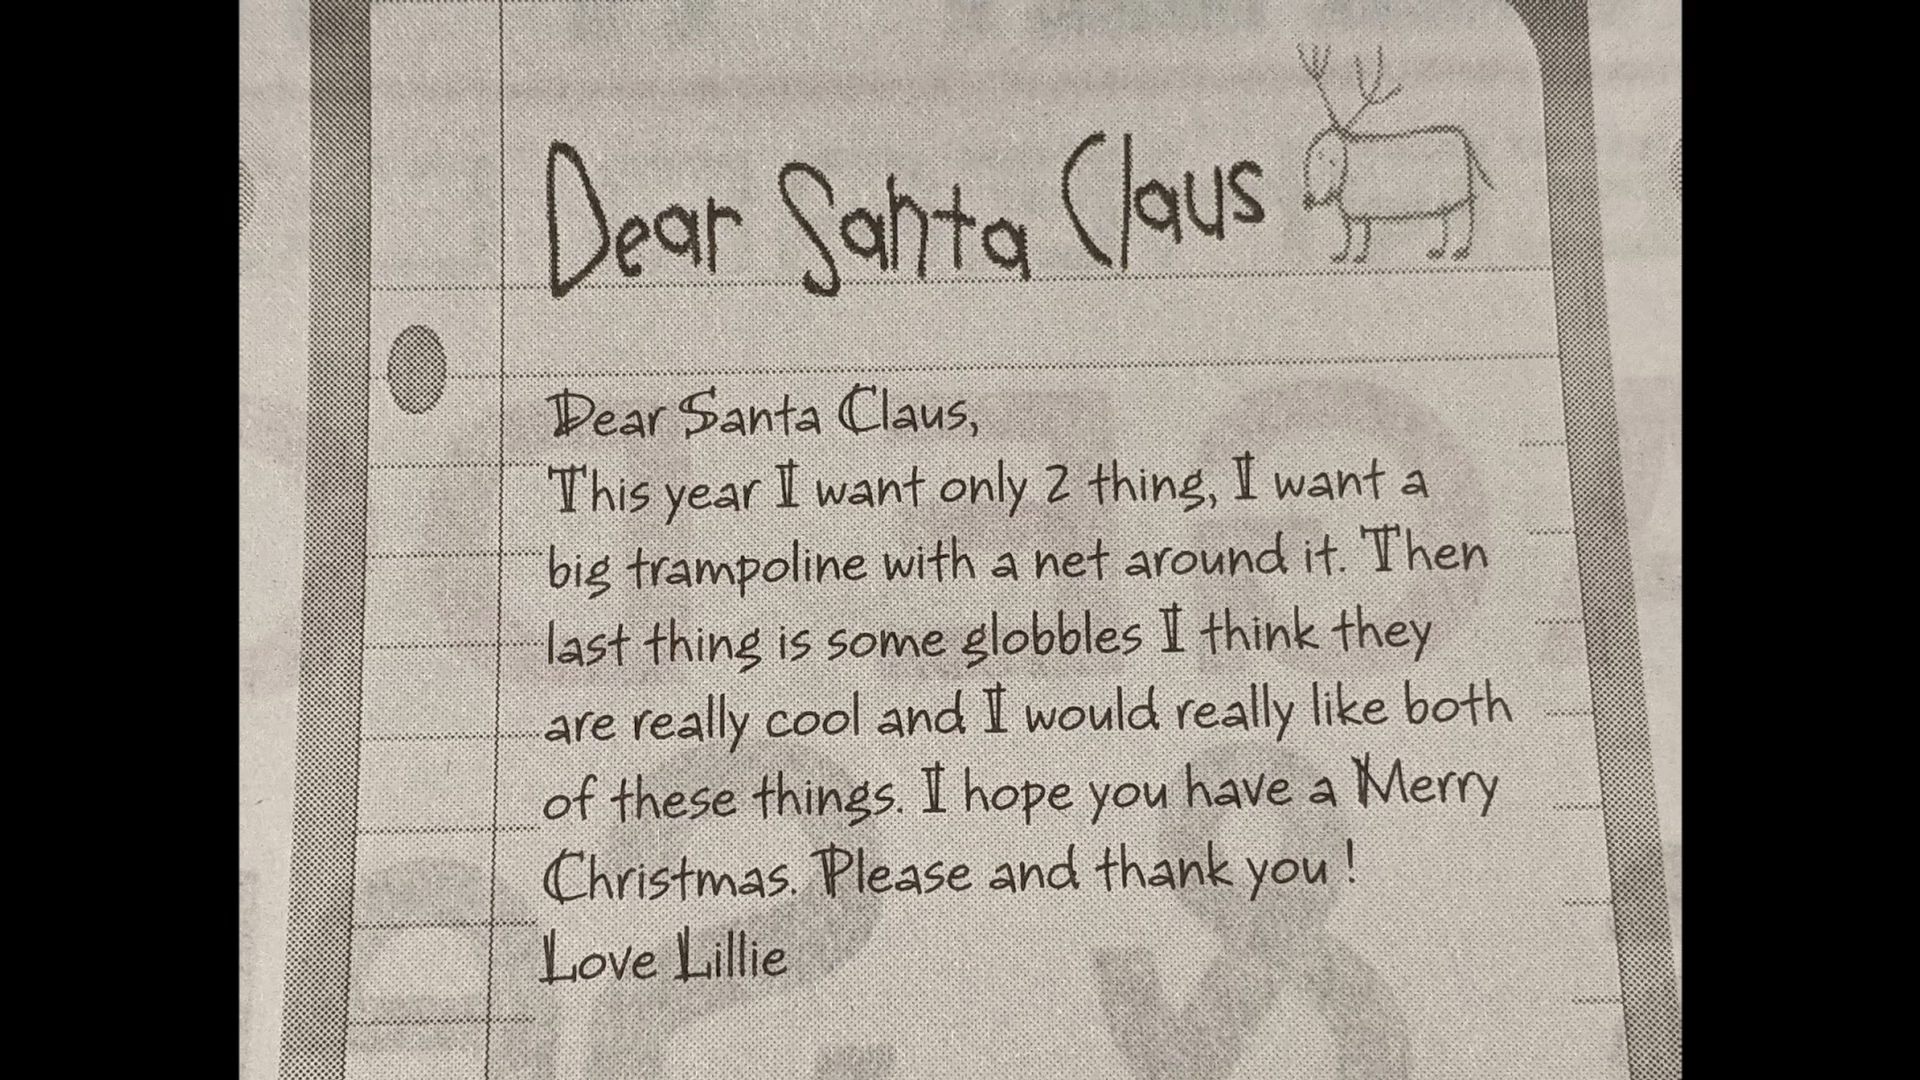 Dear Santa Claus
Dear Santa Claus,
This year I want only 2 thing, I want a
big trampoline with a net around it. Then
last thing is some globbles I think they
are really cool and I would really like both
of these things. I hope you have a Merry
Christmas. Please and thank you!
Love Lillie